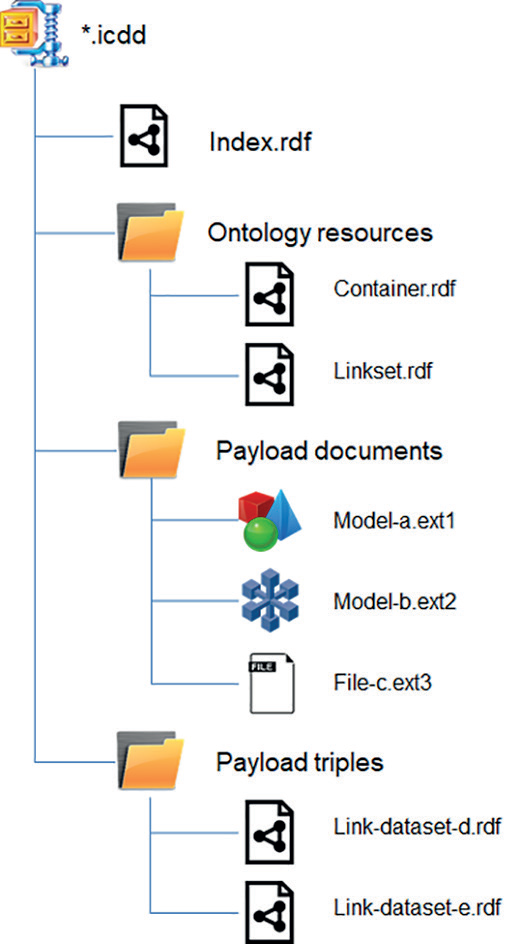 *.icdd
Index.rdf
Ontology resources
Container.rdf
Linkset.rdf
Payload documents
Model-a.ext1
Model-b.ext2
FILE
File-c.ext3
Payload triples
Link-dataset-d.rdf
Link-dataset-e.rdf